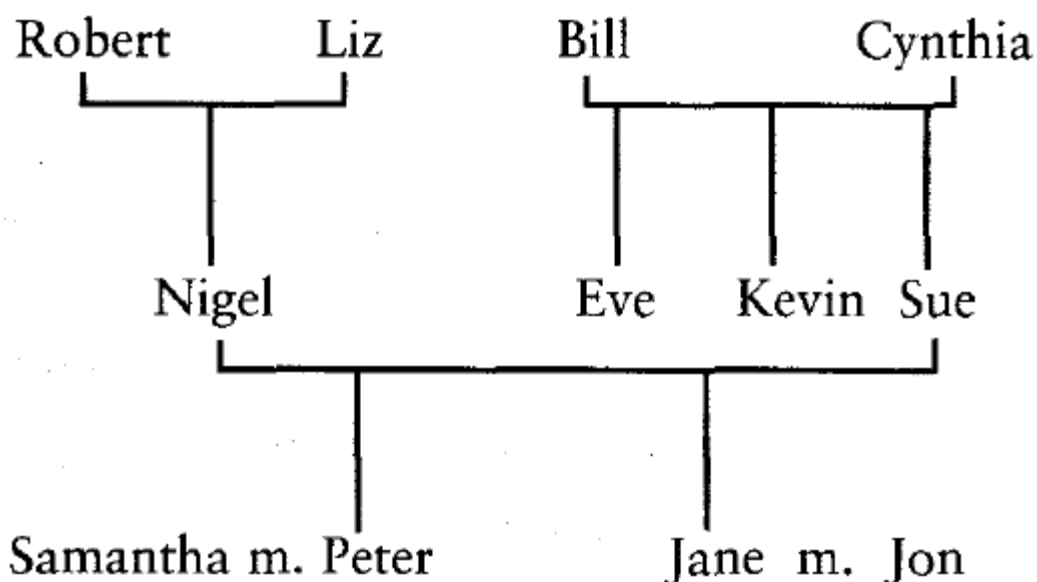 Robert Liz Bill Cynthia
Nigel Eve Kevin Sue
Samantha m. Peter Jane m. Jon